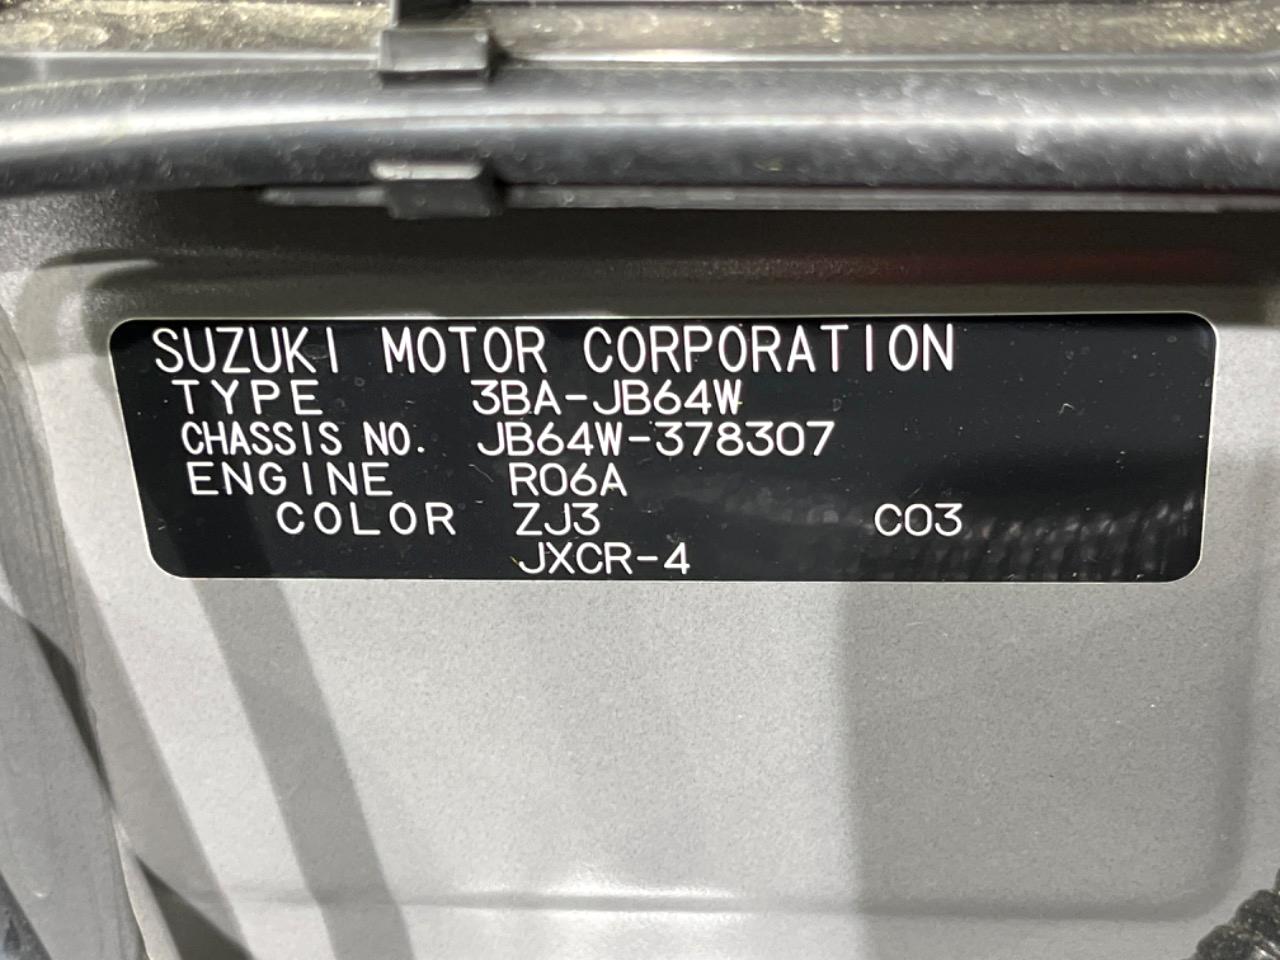 SUZUKI MOTOR CORPORATION
TYPE 3BA-JB64W
CHASSIS NO. JB64W-378307
ENGINE R06A
COLOR ZJ3 C03
JXCR-4